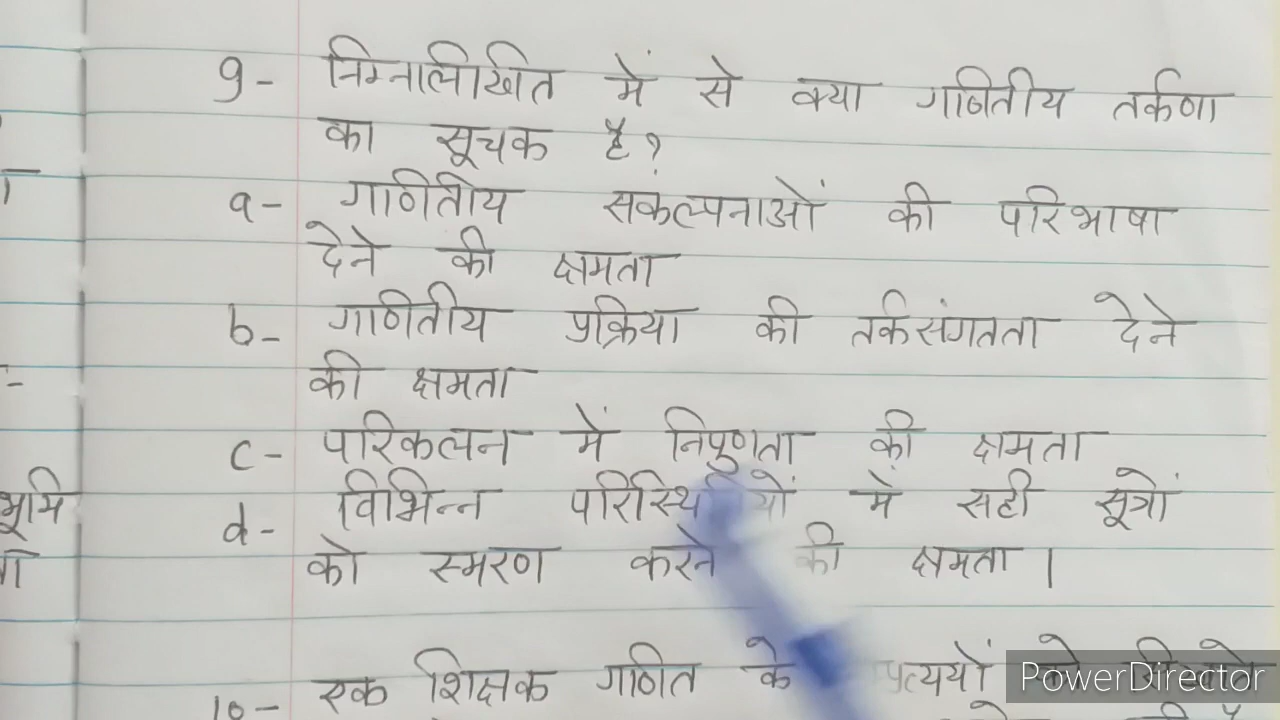 9- निम्नलिखित में से क्या गणितीय तर्कणा
का सूचक है?
a- गणितीय संकल्पनाओं की परिभाषा
देने की क्षमता
b- गणितीय प्रक्रिया की तर्कसंगतता देने
की क्षमता
c- परिकलन में निपुणता की क्षमता
d- विभिन्न परिस्थितियों में सही सूत्रों
को स्मरण करने की क्षमता ।
भूमि
10- एक शिक्षक गणित के
PowerDirector